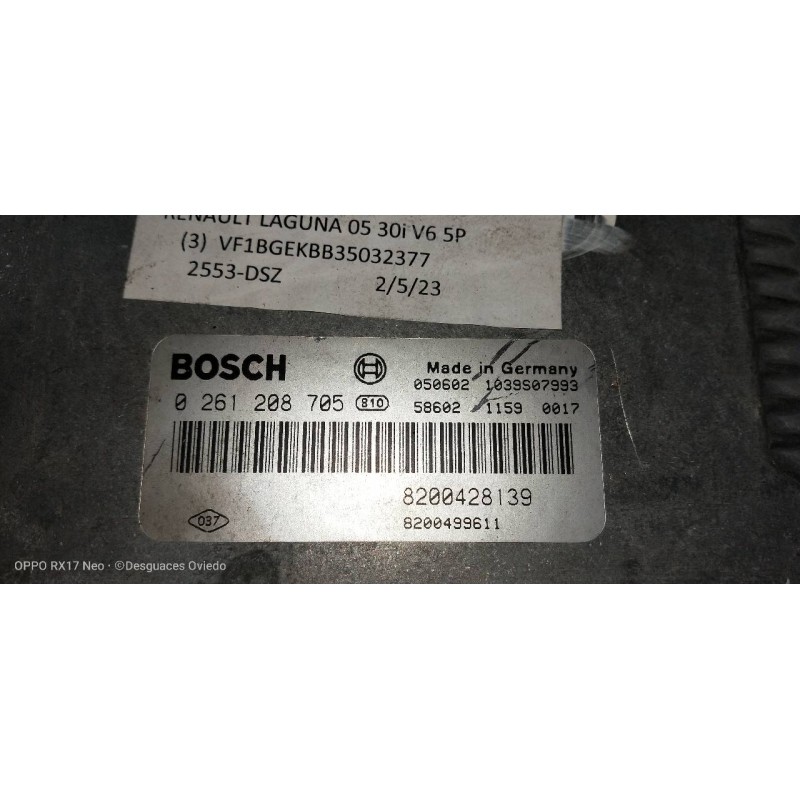 RENAULT LAGUNA 05 30i V6 5P
(3) VF1BGEKBB35032377
2553-DSZ 2/5/23
BOSCH Made in Germany
050602 1039S07993
0 261 208 705 810 58602 1159 0017
8200428139
037 8200499611
OPPO RX17 Neo · ©Desguaces Oviedo